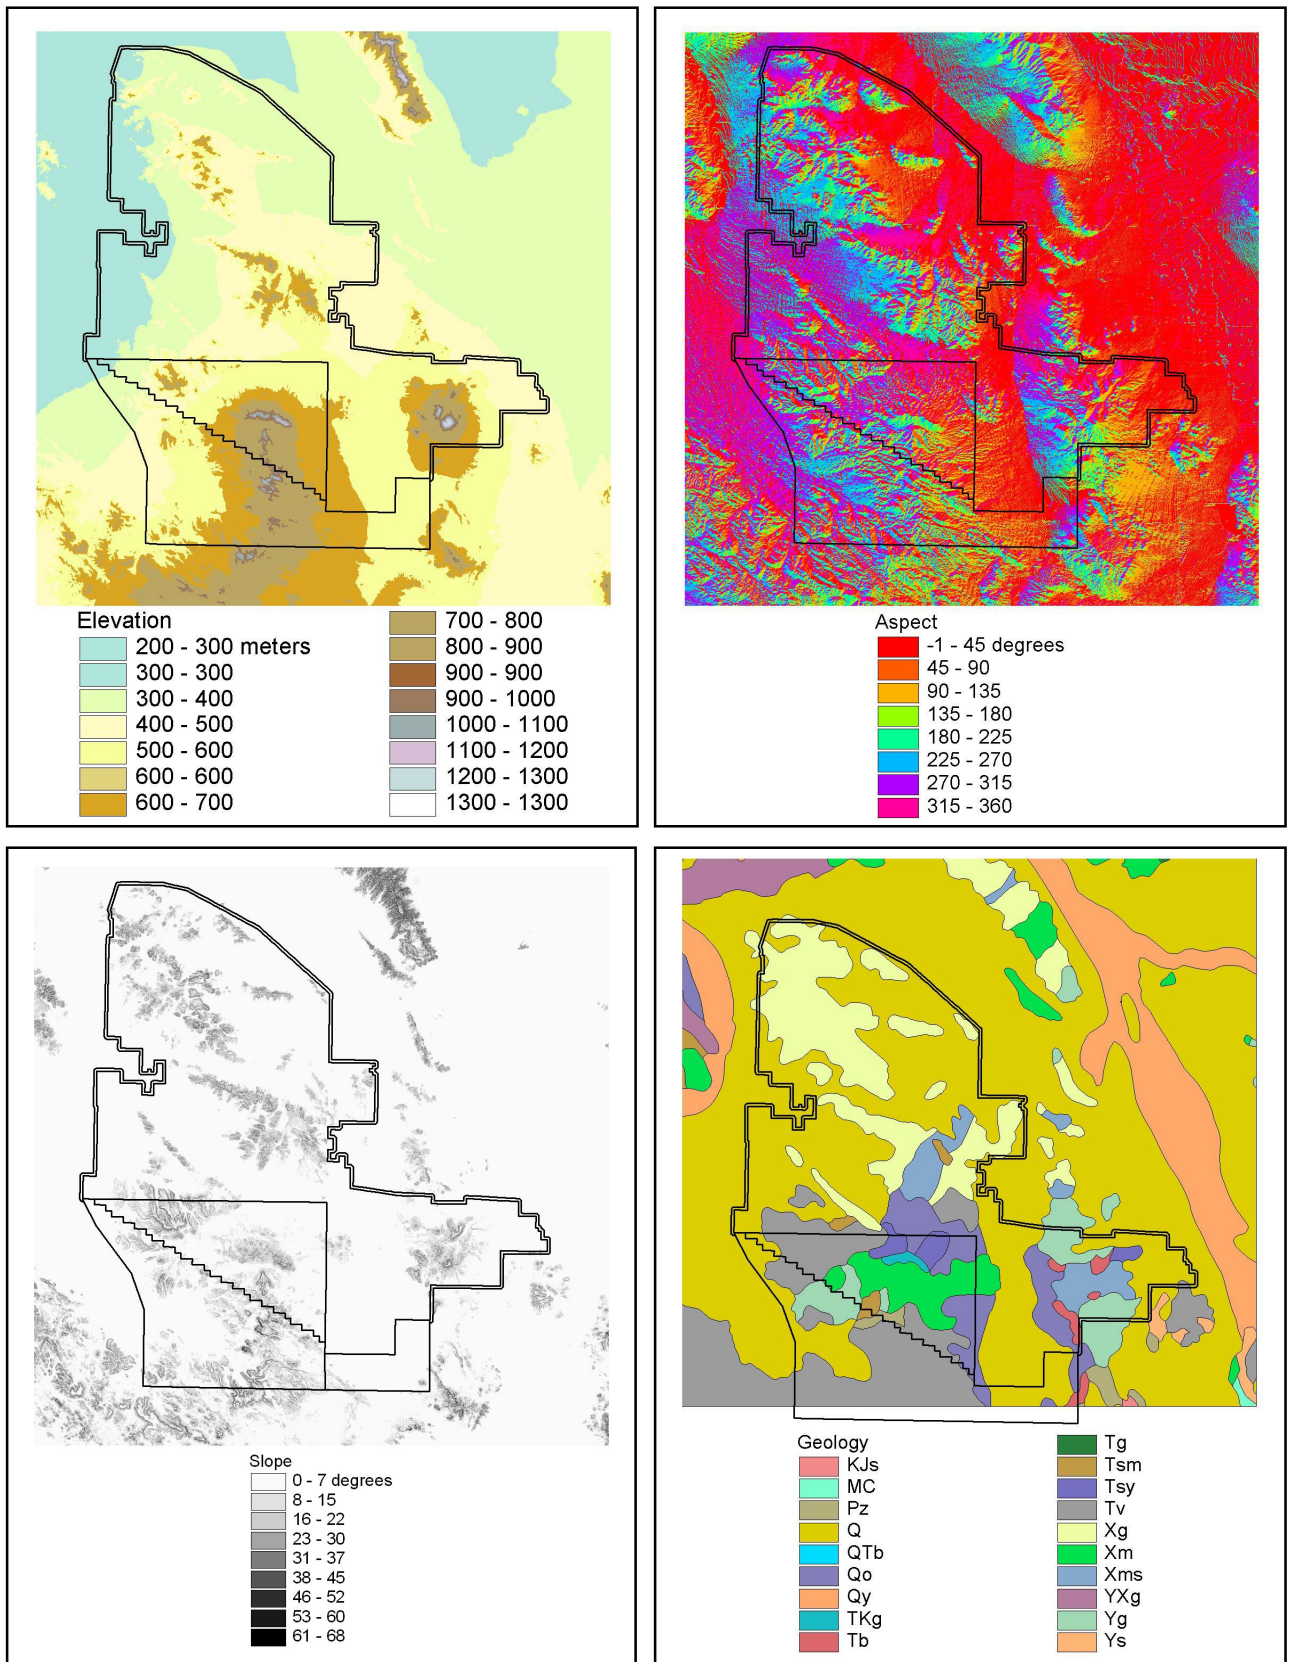 Elevation
200 - 300 meters
300 - 300
300 - 400
400 - 500
500 - 600
600 - 600
600 - 700
700 - 800
800 - 900
900 - 900
900 - 1000
1000 - 1100
1100 - 1200
1200 - 1300
1300 - 1300
Aspect
-1 - 45 degrees
45 - 90
90 - 135
135 - 180
180 - 225
225 - 270
270 - 315
315 - 360
Slope
0 - 7 degrees
8 - 15
16 - 22
23 - 30
31 - 37
38 - 45
46 - 52
53 - 60
61 - 68
Geology
KJs
MC
Pz
Q
QTb
Qo
Qy
TKg
Tb
Tg
Tsm
Tsy
Tv
Xg
Xm
Xms
YXg
Yg
Ys